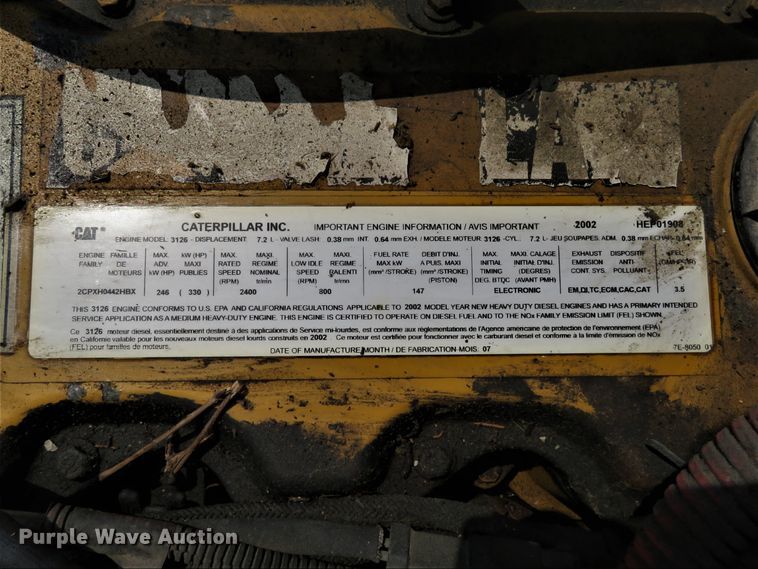 LA
CAT CATERPILLAR INC. IMPORTANT ENGINE INFORMATION / AVIS IMPORTANT 2002 HEP01908
ENGINE MODEL 3126 - DISPLACEMENT 7.2 L - VALVE LASH: 0.38 mm INT. 0.64 mm EXH. / MODELE MOTEUR 3126 -CYL. 7.2 L- JEU SOUPAPES: ADM. 0.38 mm ECHAP. 0.64 mm
ENGINE FAMILLE MAX. KW (HP) MAX. MAXI MAX. MAXI. FUEL RATE DEBIT D'INJ. MAX. MAXI. CALAGE EXHAUST DISPOSITIF FEL:
FAMILY DE ADV. MAXI RATED REGIME LOW IDLE REGIME MAX kW A PUIS. MAXI INITIAL INITIAL D'INJ. EMISSION ANTI-
MOTEURS kW (HP) PUBLIES SPEED NOMINAL SPEED RALENTI (mm³ /STROKE) (mm³ /STROKE) TIMING (DEGRES) CONT. SYS. POLLUANT:
(RPM) tr/min (RPM) tr/min (PISTON) DEG. BTDC (AVANT PMH)
2CPXH0442HBX 246 ( 330 ) 2400 800 147 ELECTRONIC EM,DI,TC,ECM,CAC,CAT 3.5
THIS 3126 ENGINE CONFORMS TO U.S. EPA AND CALIFORNIA REGULATIONS APPLICABLE TO 2002 MODEL YEAR NEW HEAVY DUTY DIESEL ENGINES AND HAS A PRIMARY INTENDED
SERVICE APPLICATION AS A MEDIUM HEAVY-DUTY ENGINE. THIS ENGINE IS CERTIFIED TO OPERATE ON DIESEL FUEL AND TO THE NOx FAMILY EMISSION LIMIT (FEL) SHOWN.
Ce 3126 moteur diesel, essentiellement destiné à des applications de Service mi-lourdes, est conforme aux réglementations de l'Agence americaine de protection de l'environnement (EPA)
en Californie valable pour les nouveaux moteurs diesel lourds construits en 2002 . Ce moteur est certifié pour fonctionner avec le carburant diesel et conforme à la limite d'émission de NOx
(FEL) pour familles de moteurs.
DATE OF MANUFACTURE/MONTH / DE FABRICATION-MOIS: 07 7E-8050 01
Purple Wave Auction